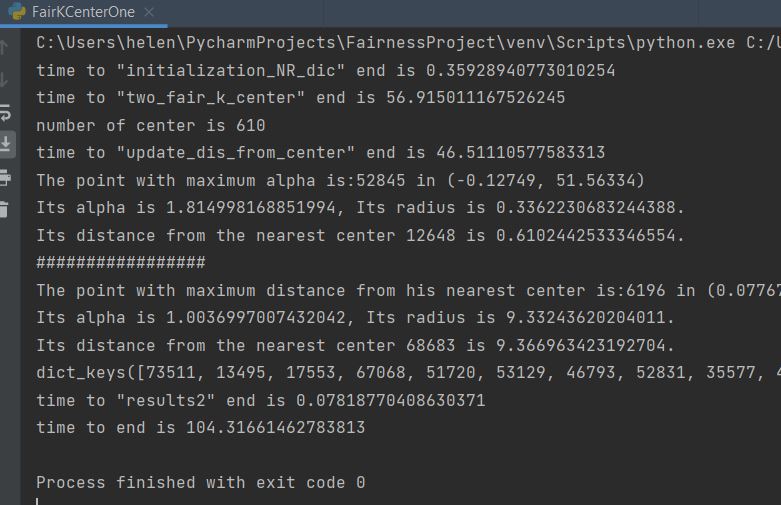 FairKCenterOne
C:\Users\helen\PycharmProjects\FairnessProject\venv\Scripts\python.exe C:/U
time to "initialization_NR_dic" end is 0.35928940773010254
time to "two_fair_k_center" end is 56.915011167526245
number of center is 610
time to "update_dis_from_center" end is 46.51110577583313
The point with maximum alpha is:52845 in (-0.12749, 51.56334)
Its alpha is 1.814998168851994, Its radius is 0.3362230683244388.
Its distance from the nearest center 12648 is 0.6102442533346554.
#################
The point with maximum distance from his nearest center is:6196 in (0.07767
Its alpha is 1.0036997007432042, Its radius is 9.33243620204011.
Its distance from the nearest center 68683 is 9.366963423192704.
dict_keys([73511, 13495, 17553, 67068, 51720, 53129, 46793, 52831, 35577, 4
time to "results2" end is 0.07818770408630371
time to end is 104.31661462783813
Process finished with exit code 0